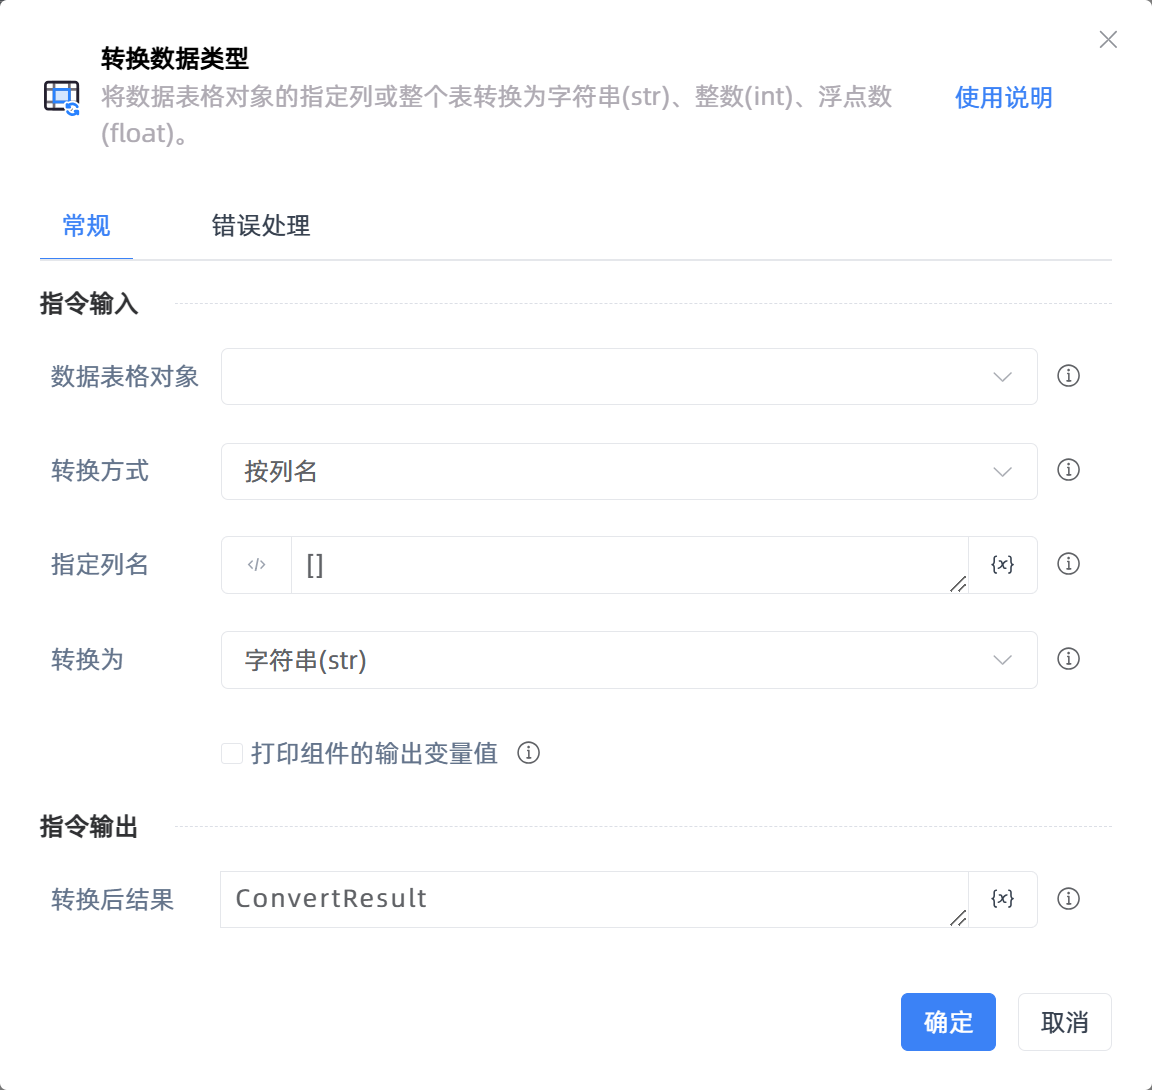 转换数据类型
将数据表格对象的指定列或整个表转换为字符串(str)、整数(int)、浮点数
(float)。
使用说明
常规
错误处理
指令输入
数据表格对象
转换方式
按列名
指定列名
</>
[]
{x}
转换为
字符串(str)
打印组件的输出变量值
指令输出
转换后结果
ConvertResult
{x}
确定
取消